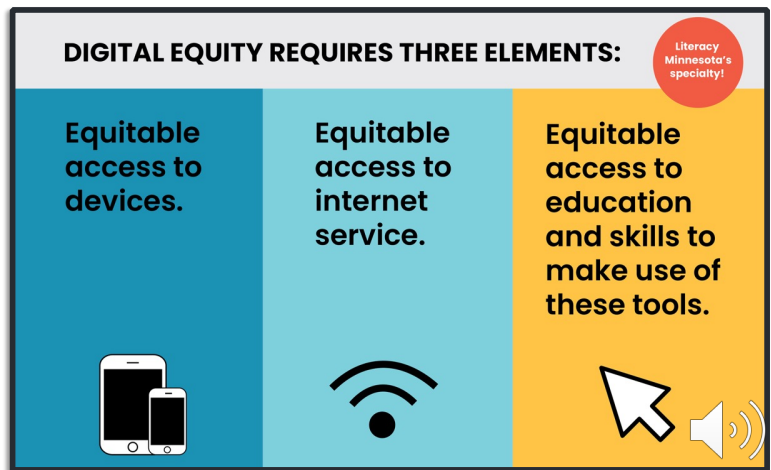 DIGITAL EQUITY REQUIRES THREE ELEMENTS:
Literacy
Minnesota's
specialty!
Equitable
access to
devices.
Equitable
access to
internet
service.
Equitable
access to
education
and skills to
make use of
these tools.